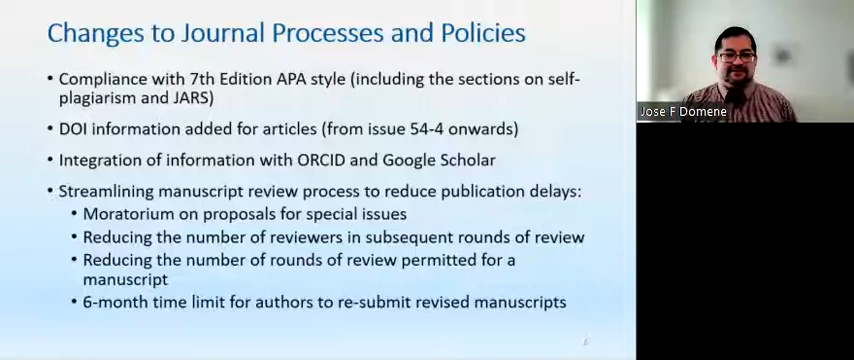 Changes to Journal Processes and Policies
• Compliance with 7th Edition APA style (including the sections on self-
plagiarism and JARS)
• DOI information added for articles (from issue 54-4 onwards)
• Integration of information with ORCID and Google Scholar
• Streamlining manuscript review process to reduce publication delays:
• Moratorium on proposals for special issues
• Reducing the number of reviewers in subsequent rounds of review
• Reducing the number of rounds of review permitted for a
manuscript
• 6-month time limit for authors to re-submit revised manuscripts
Jose F Domene